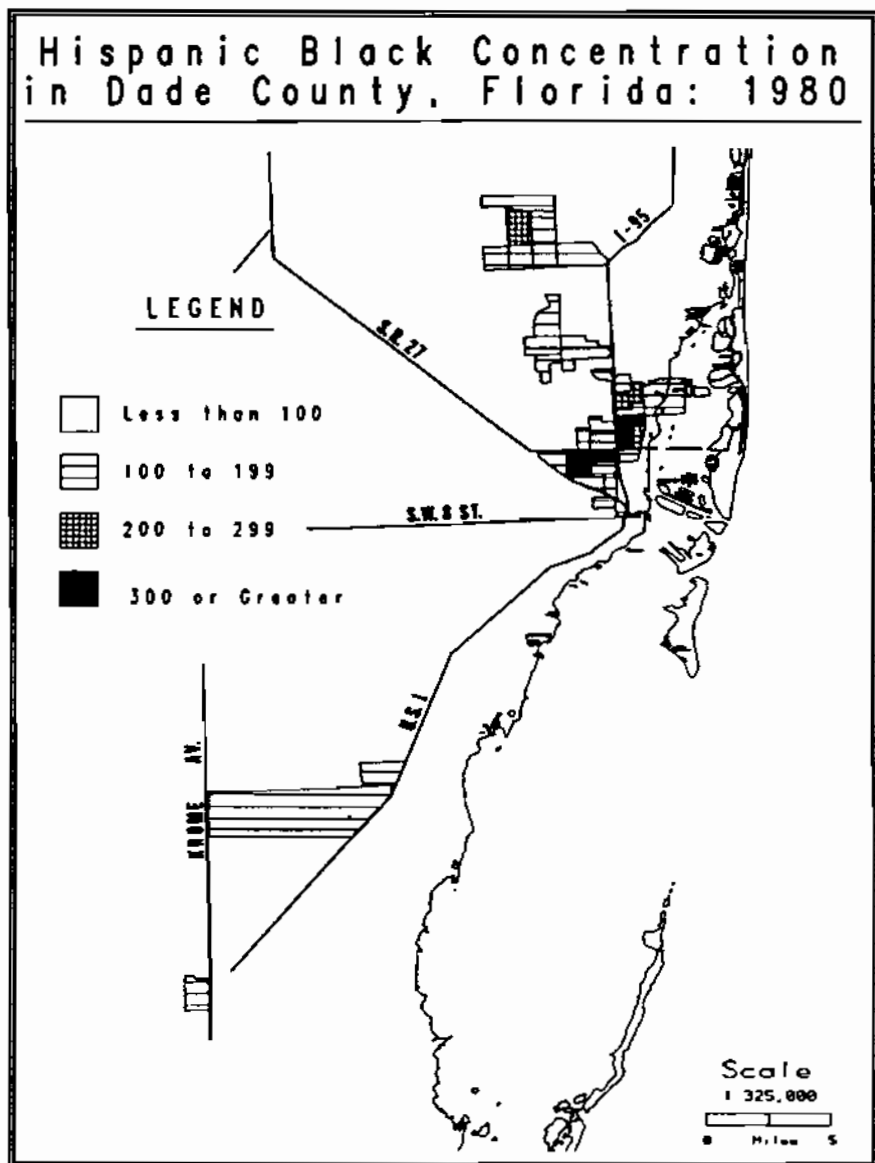 Hispanic Black Concentration
in Dade County, Florida: 1980
I-95
LEGEND
S.R. 27
Less than 100
100 to 199
S.W. 8 ST.
200 to 299
300 or Greater
U.S. 1
KROME AV.
Scale
1 325,000
0 Miles 5